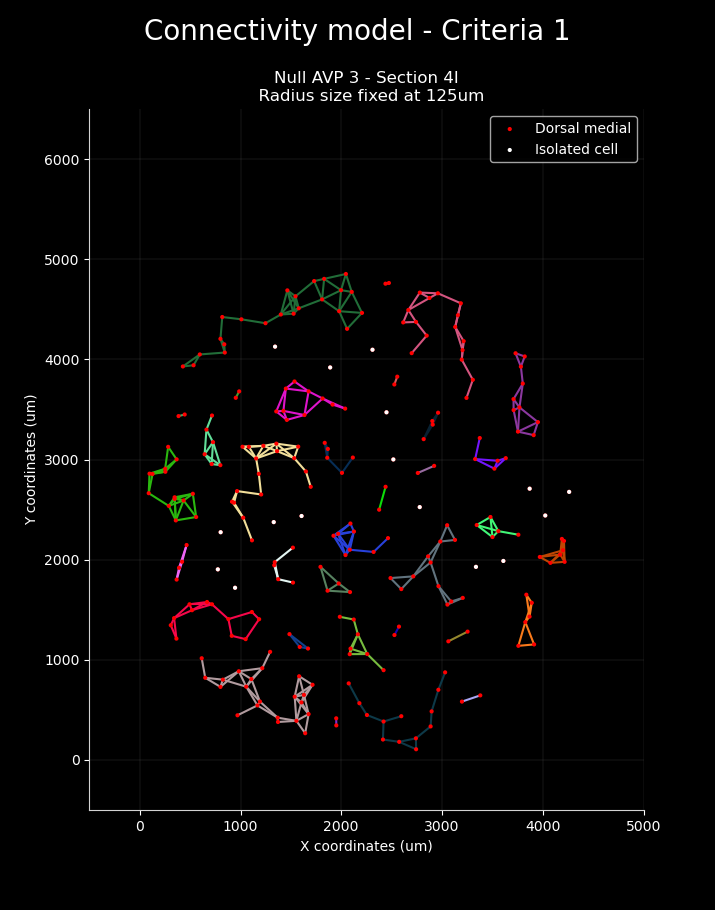 Connectivity model - Criteria 1
Null AVP 3 - Section 4I
Radius size fixed at 125um
Dorsal medial
Isolated cell
6000
5000
4000
3000
2000
1000
0
Y coordinates (um)
0 1000 2000 3000 4000 5000
X coordinates (um)